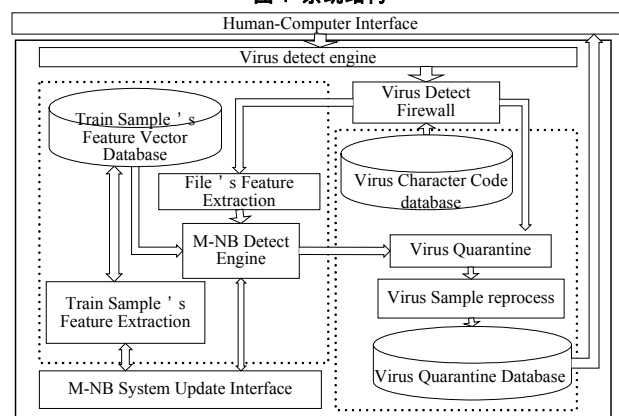 Human-Computer Interface
Virus detect engine
Virus Detect
Firewall
Train Sample's
Feature Vector
Database
Virus Character Code
database
File's Feature
Extraction
M-NB Detect
Engine
Virus Quarantine
Train Sample's
Feature Extraction
Virus Sample reprocess
Virus Quarantine Database
M-NB System Update Interface